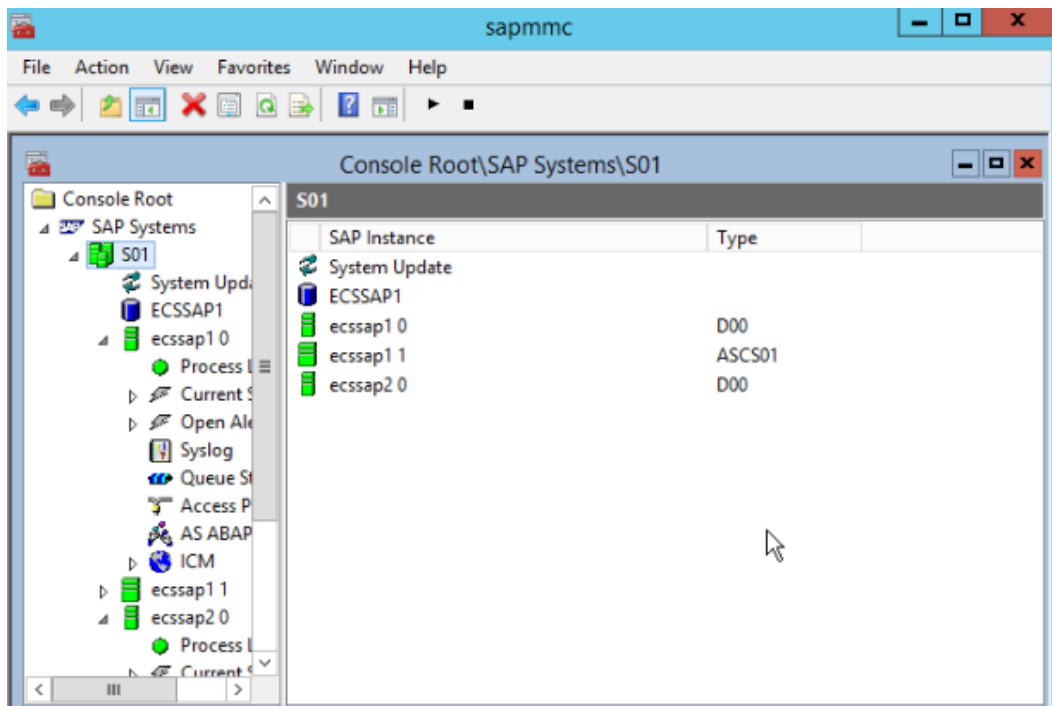 sapmmc
File Action View Favorites Window Help
Console Root\SAP Systems\S01
Console Root
SAP Systems
S01
System Upda
ECSSAP1
ecssap1 0
Process L
Current S
Open Ale
Syslog
Queue St
Access P
AS ABAP
ICM
ecssap1 1
ecssap2 0
Process L
Current S
S01
SAP Instance Type
System Update
ECSSAP1
ecssap1 0 D00
ecssap1 1 ASCS01
ecssap2 0 D00